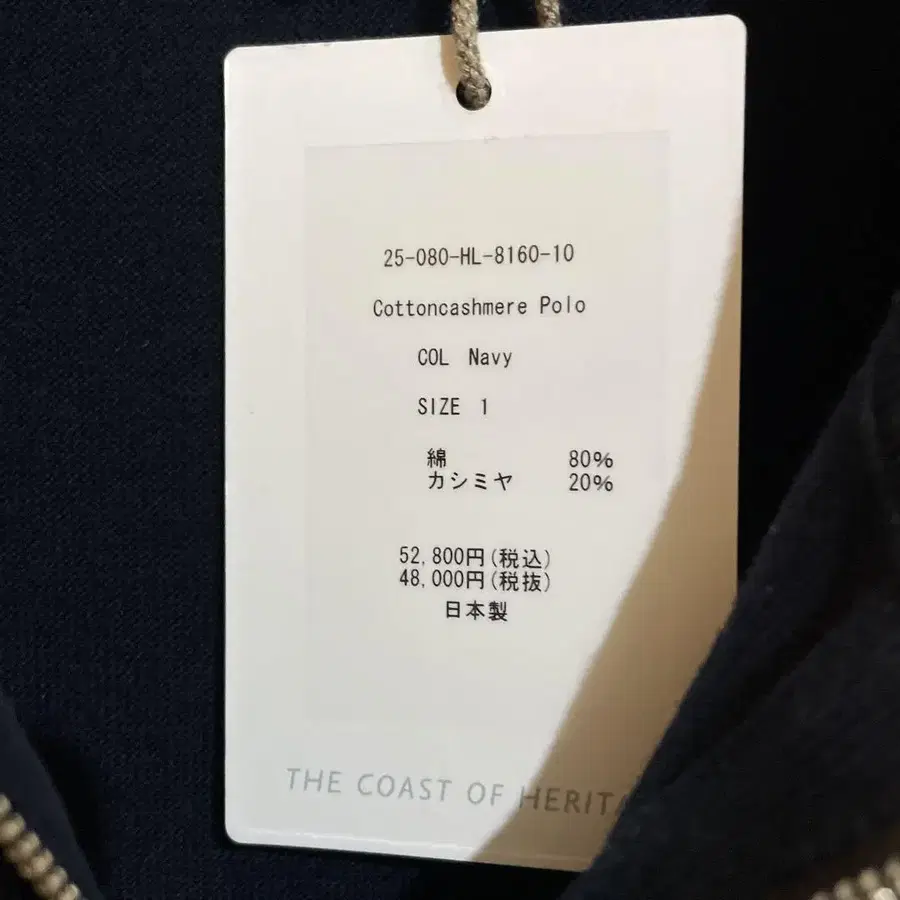 25-080-HL-8160-10
Cottoncashmere Polo
COL Navy
SIZE 1
綿 80%
カシミヤ 20%
52,800円(税込)
48,000円(税抜)
日本製
THE COAST OF